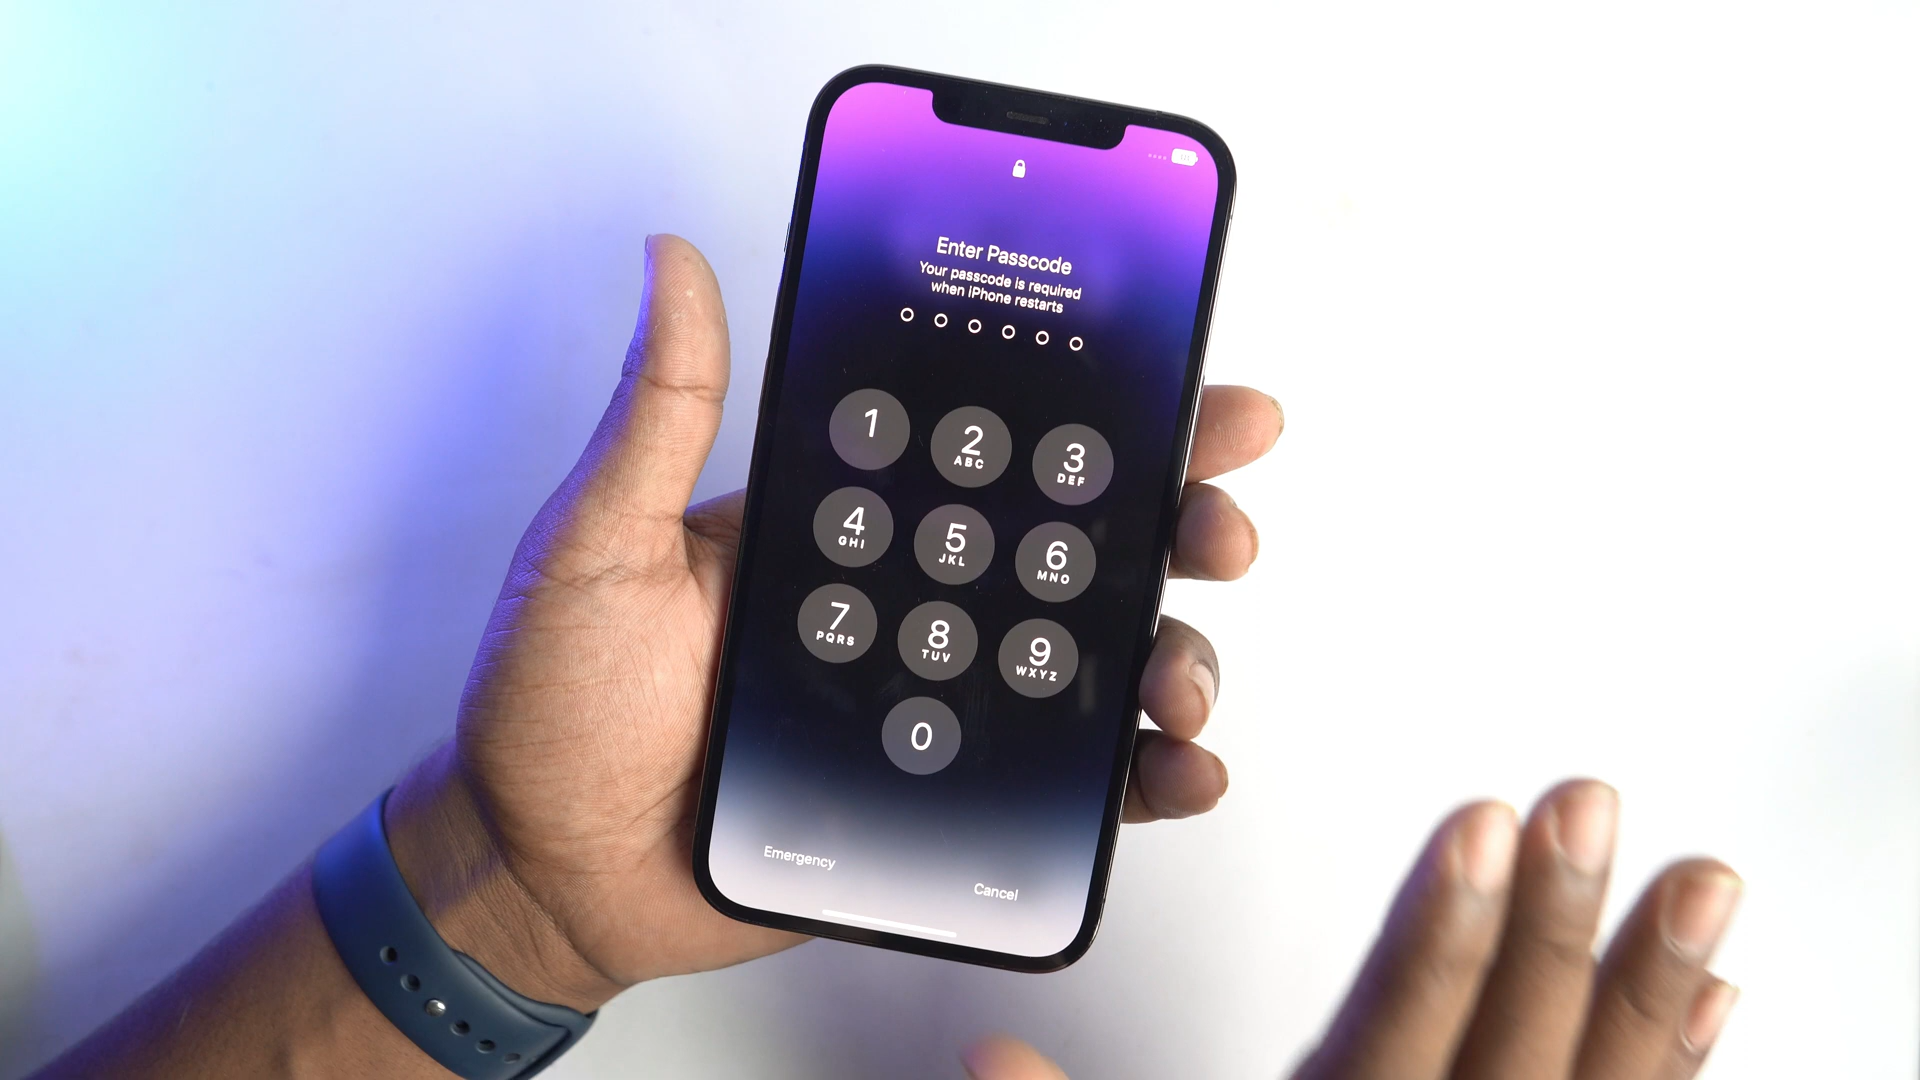 Enter Passcode
Your passcode is required
when iPhone restarts
1
2
ABC
3
DEF
4
GHI
5
JKL
6
MNO
7
PQRS
8
TUV
9
WXYZ
0
Emergency
Cancel